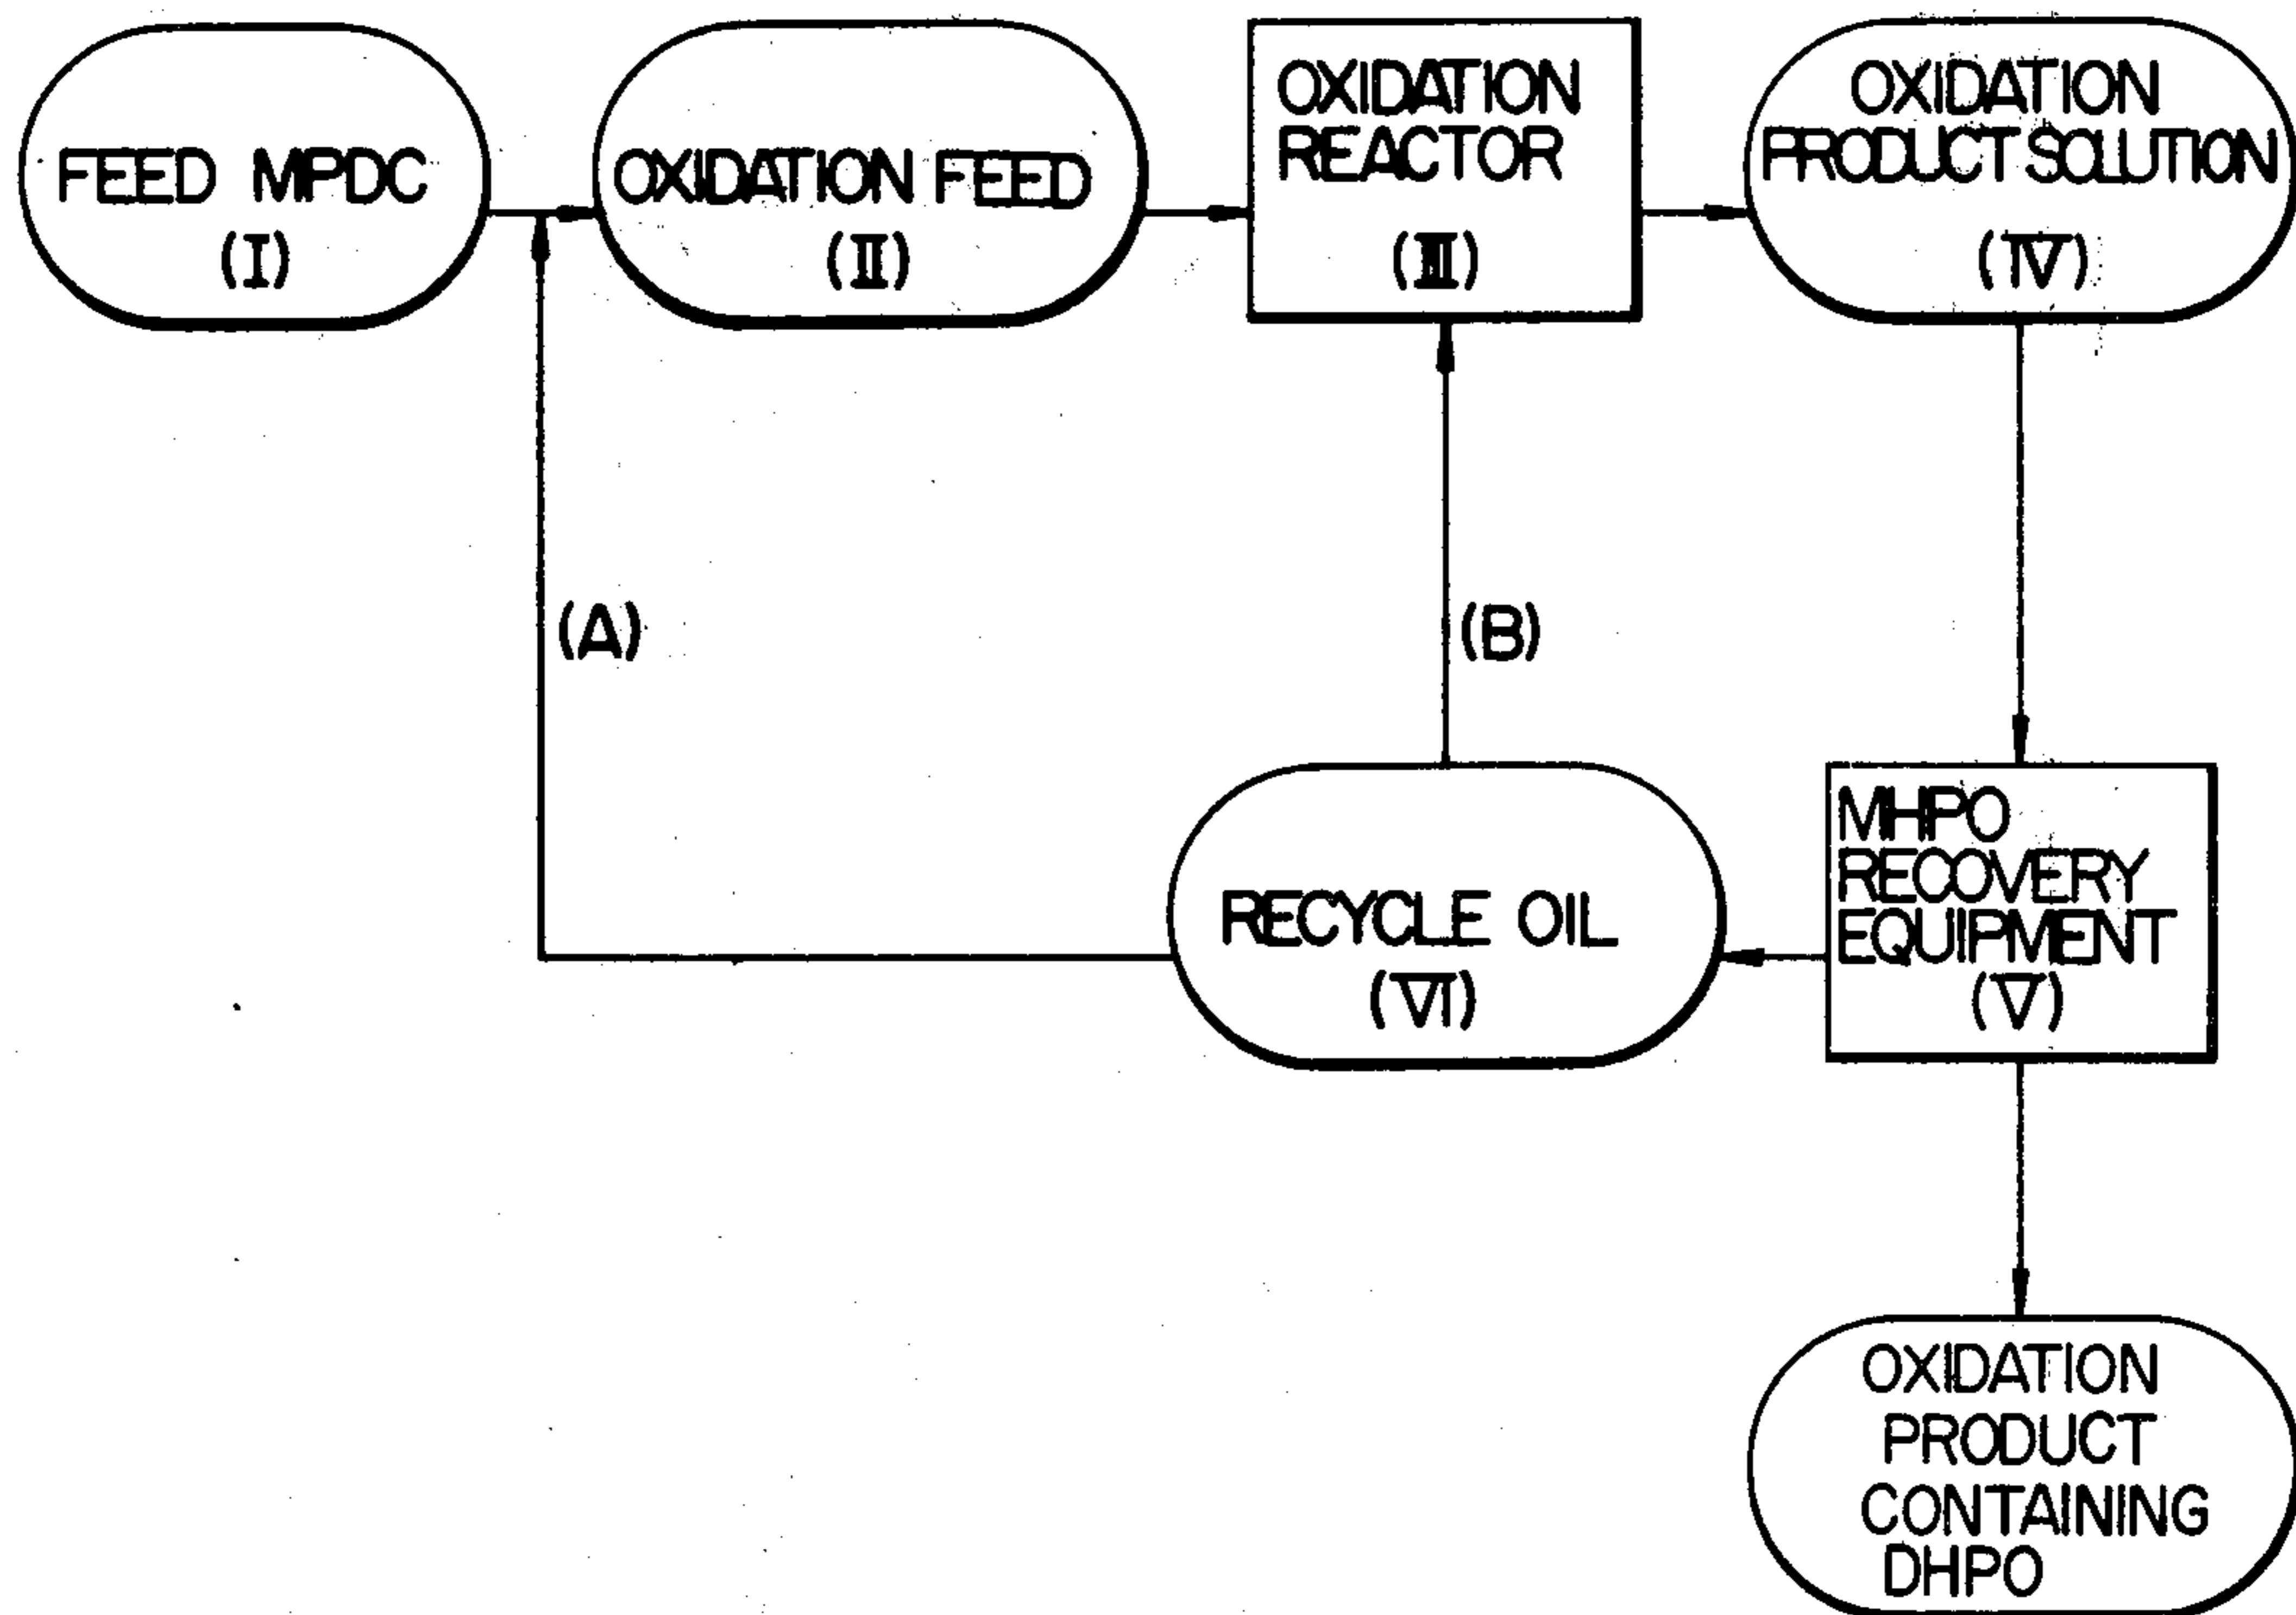 FEED MPDC
(I)
OXIDATION FEED
(II)
OXIDATION
REACTOR
(III)
OXIDATION
PRODUCT SOLUTION
(IV)
(A)
(B)
RECYCLE OIL
(VI)
MHPO
RECOVERY
EQUIPMENT
(V)
OXIDATION
PRODUCT
CONTAINING
DHPO